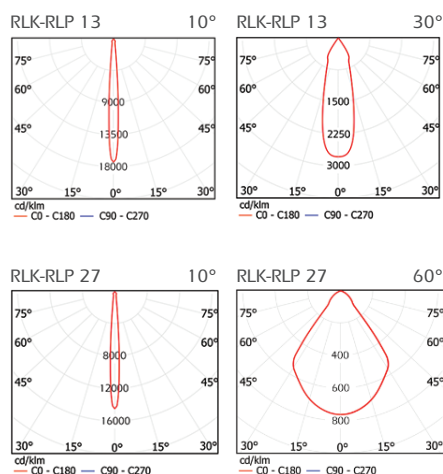 RLK-RLP 13 10°
75° 75°
60° 60°
9000
45° 45°
13500
18000
30° 15° 0° 15° 30°
cd/klm
C0 - C180 C90 - C270
RLK-RLP 13 30°
75° 75°
60° 60°
1500
45° 45°
2250
3000
30° 15° 0° 15° 30°
cd/klm
C0 - C180 C90 - C270
RLK-RLP 27 10°
75° 75°
60° 60°
8000
45° 45°
12000
16000
30° 15° 0° 15° 30°
cd/klm
C0 - C180 C90 - C270
RLK-RLP 27 60°
75° 75°
60° 60°
400
45° 45°
600
800
30° 15° 0° 15° 30°
cd/klm
C0 - C180 C90 - C270